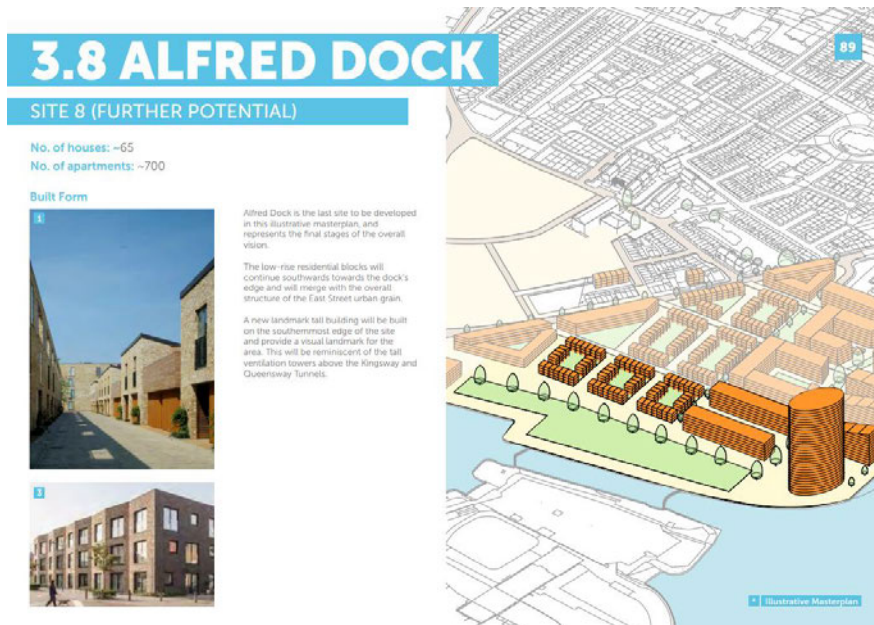 3.8 ALFRED DOCK
89
SITE 8 (FURTHER POTENTIAL)
No. of houses: ~65
No. of apartments: ~700
Built Form
1
Alfred Dock is the last site to be developed
in this illustrative masterplan, and
represents the final stages of the overall
vision.
The low-rise residential blocks will
continue southwards towards the dock's
edge and will merge with the overall
structure of the East Street urban grain.
A new landmark tall building will be built
on the southernmost edge of the site
and provide a visual landmark for the
area. This will be reminiscent of the tall
ventilation towers above the Kingsway and
Queensway Tunnels.
3
Illustrative Masterplan